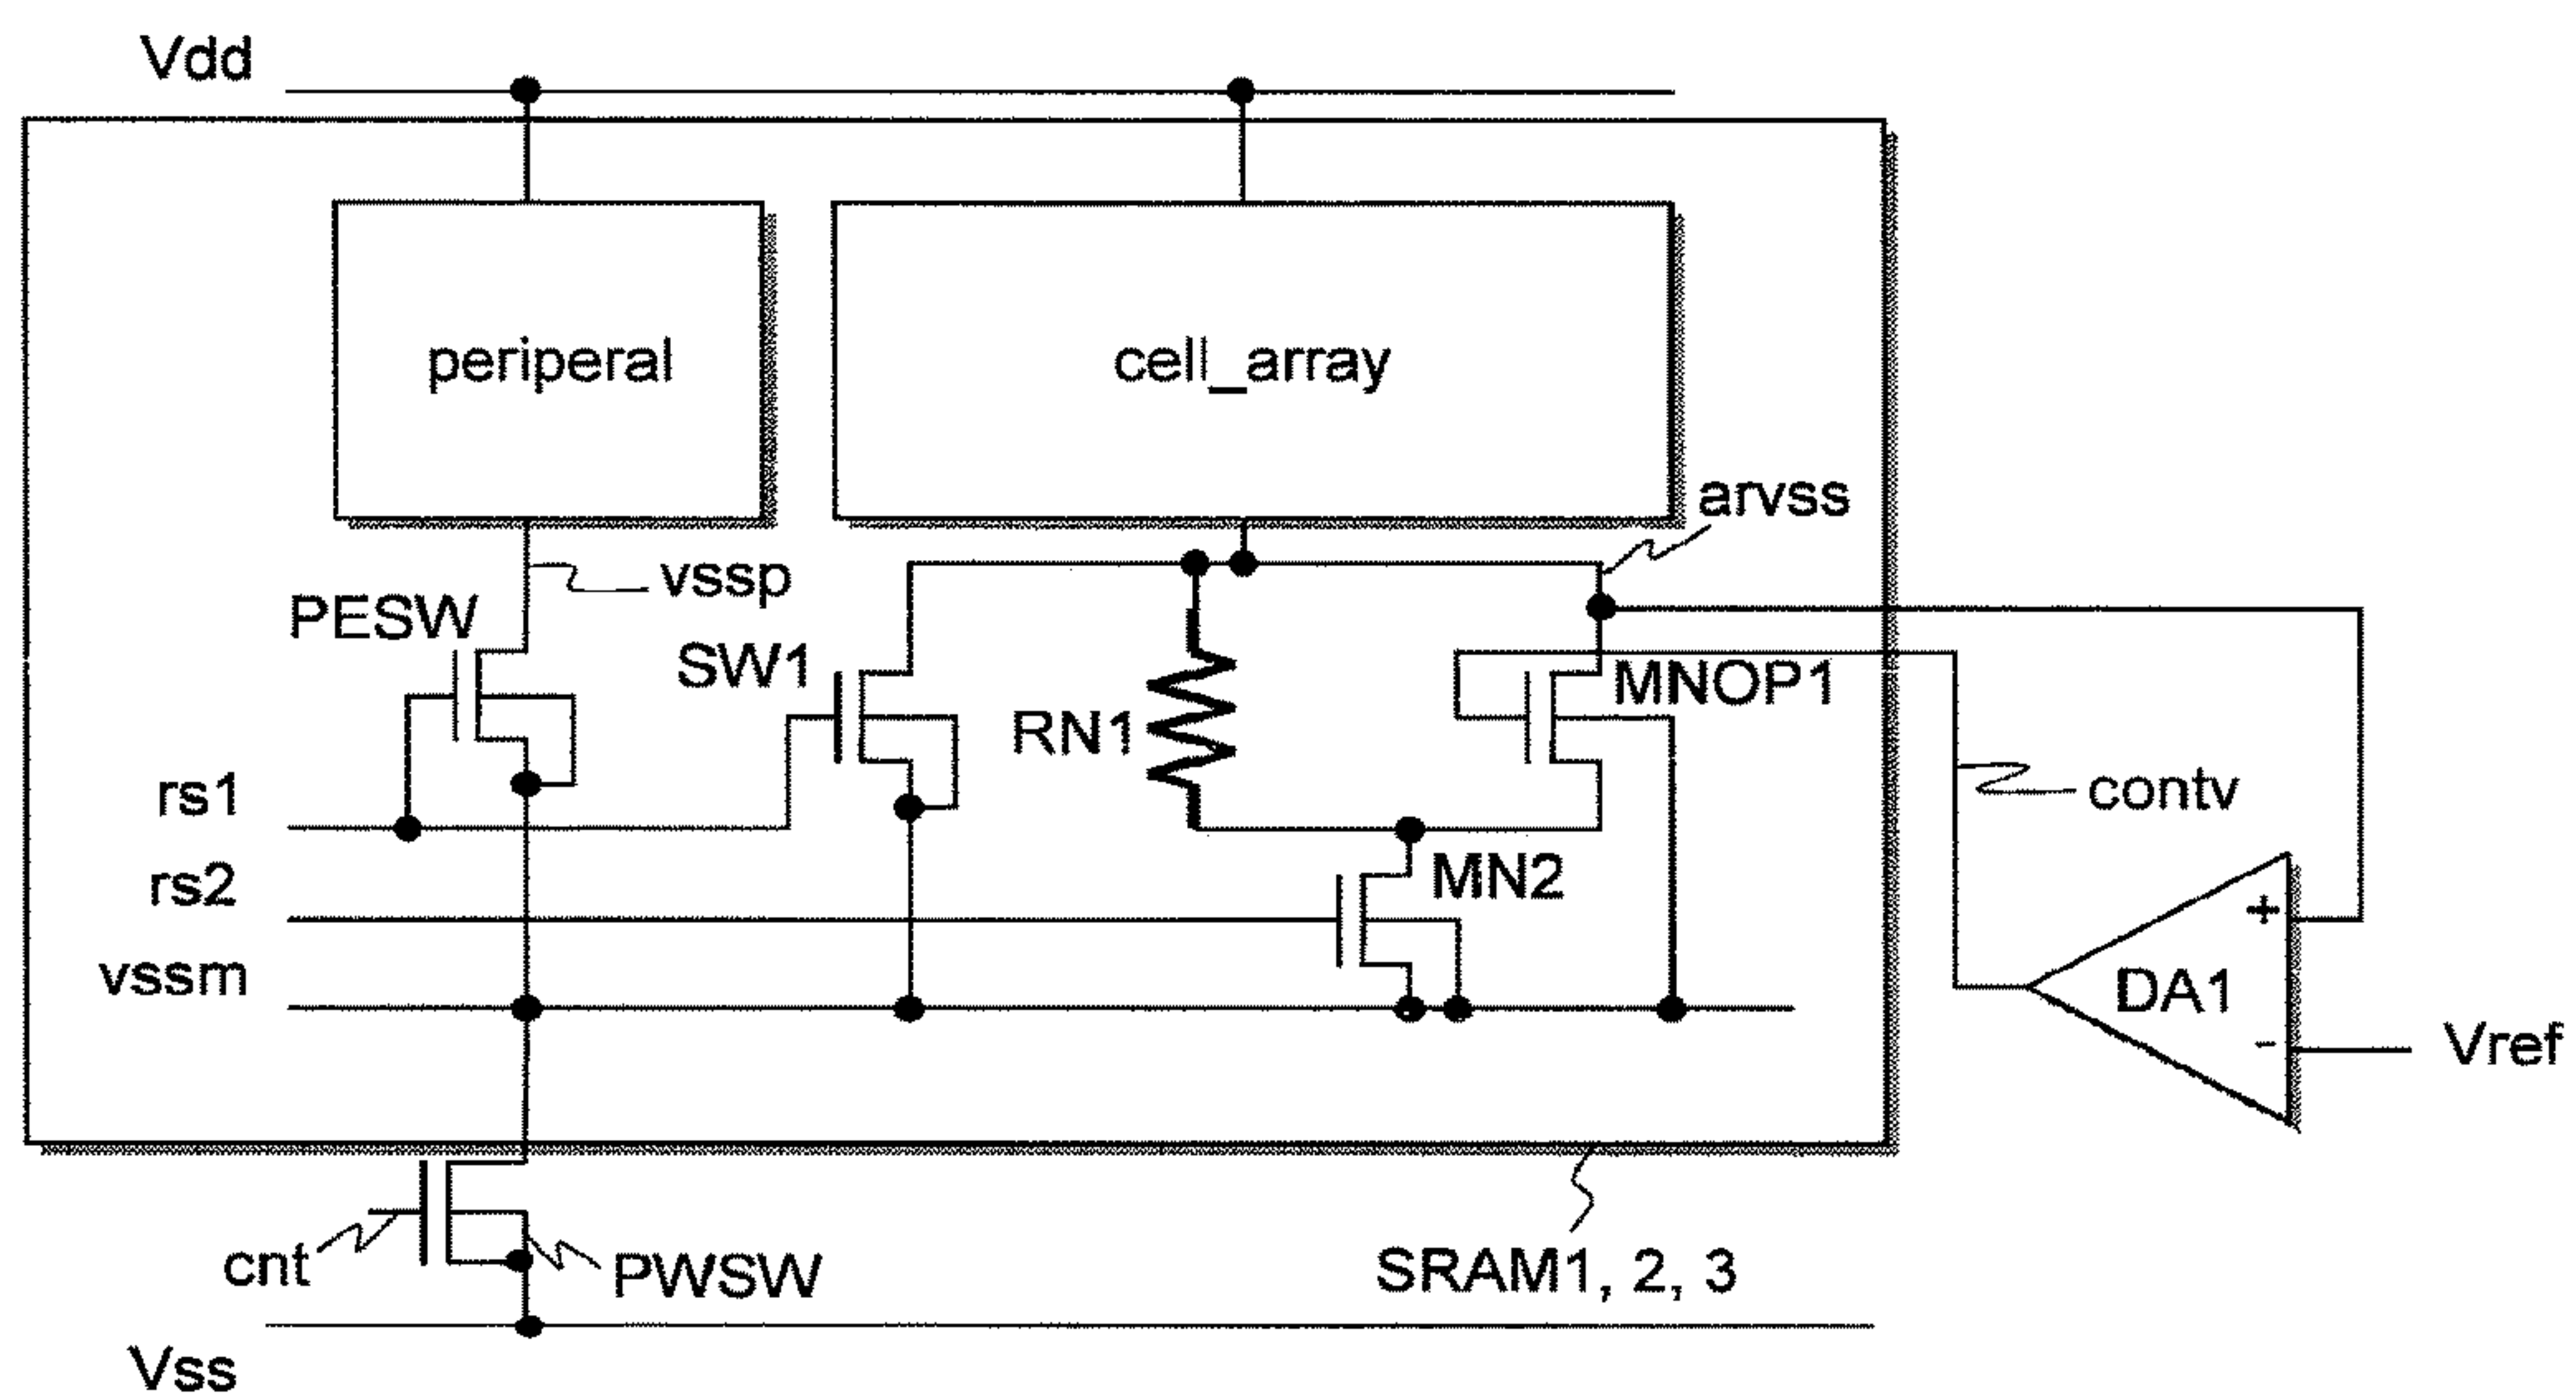 Vdd
periperal
cell_array
arvss
vssp
PESW
SW1
MNOP1
RN1
rs1
contv
rs2
MN2
vssm
+
DA1
-
Vref
cnt
PWSW
SRAM1, 2, 3
Vss